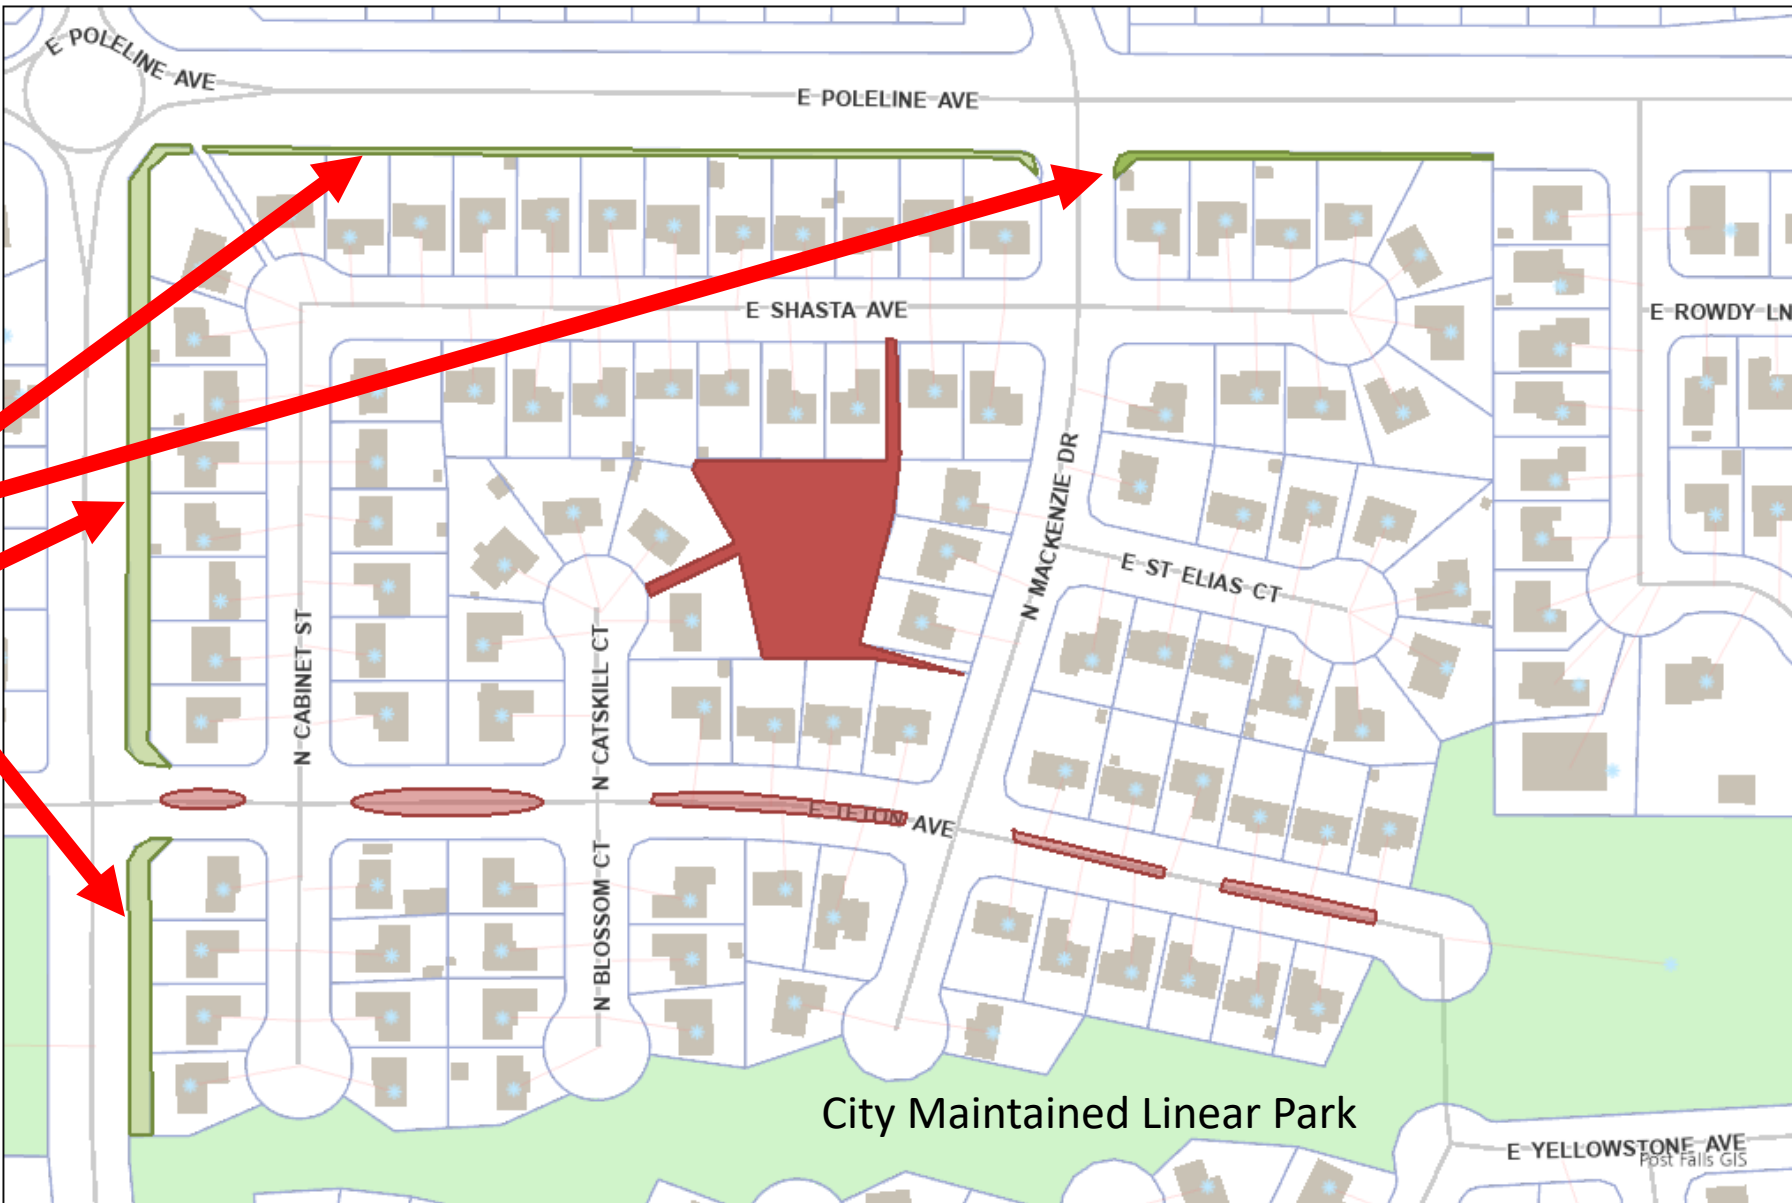 E POLELINE AVE
E POLELINE AVE
E SHASTA AVE
E ROWDY LN
N MACKENZIE DR
E ST ELIAS CT
N CABINET ST
N CATSKILL CT
E TETON AVE
N BLOSSOM CT
City Maintained Linear Park
E YELLOWSTONE AVE
Post Falls GIS